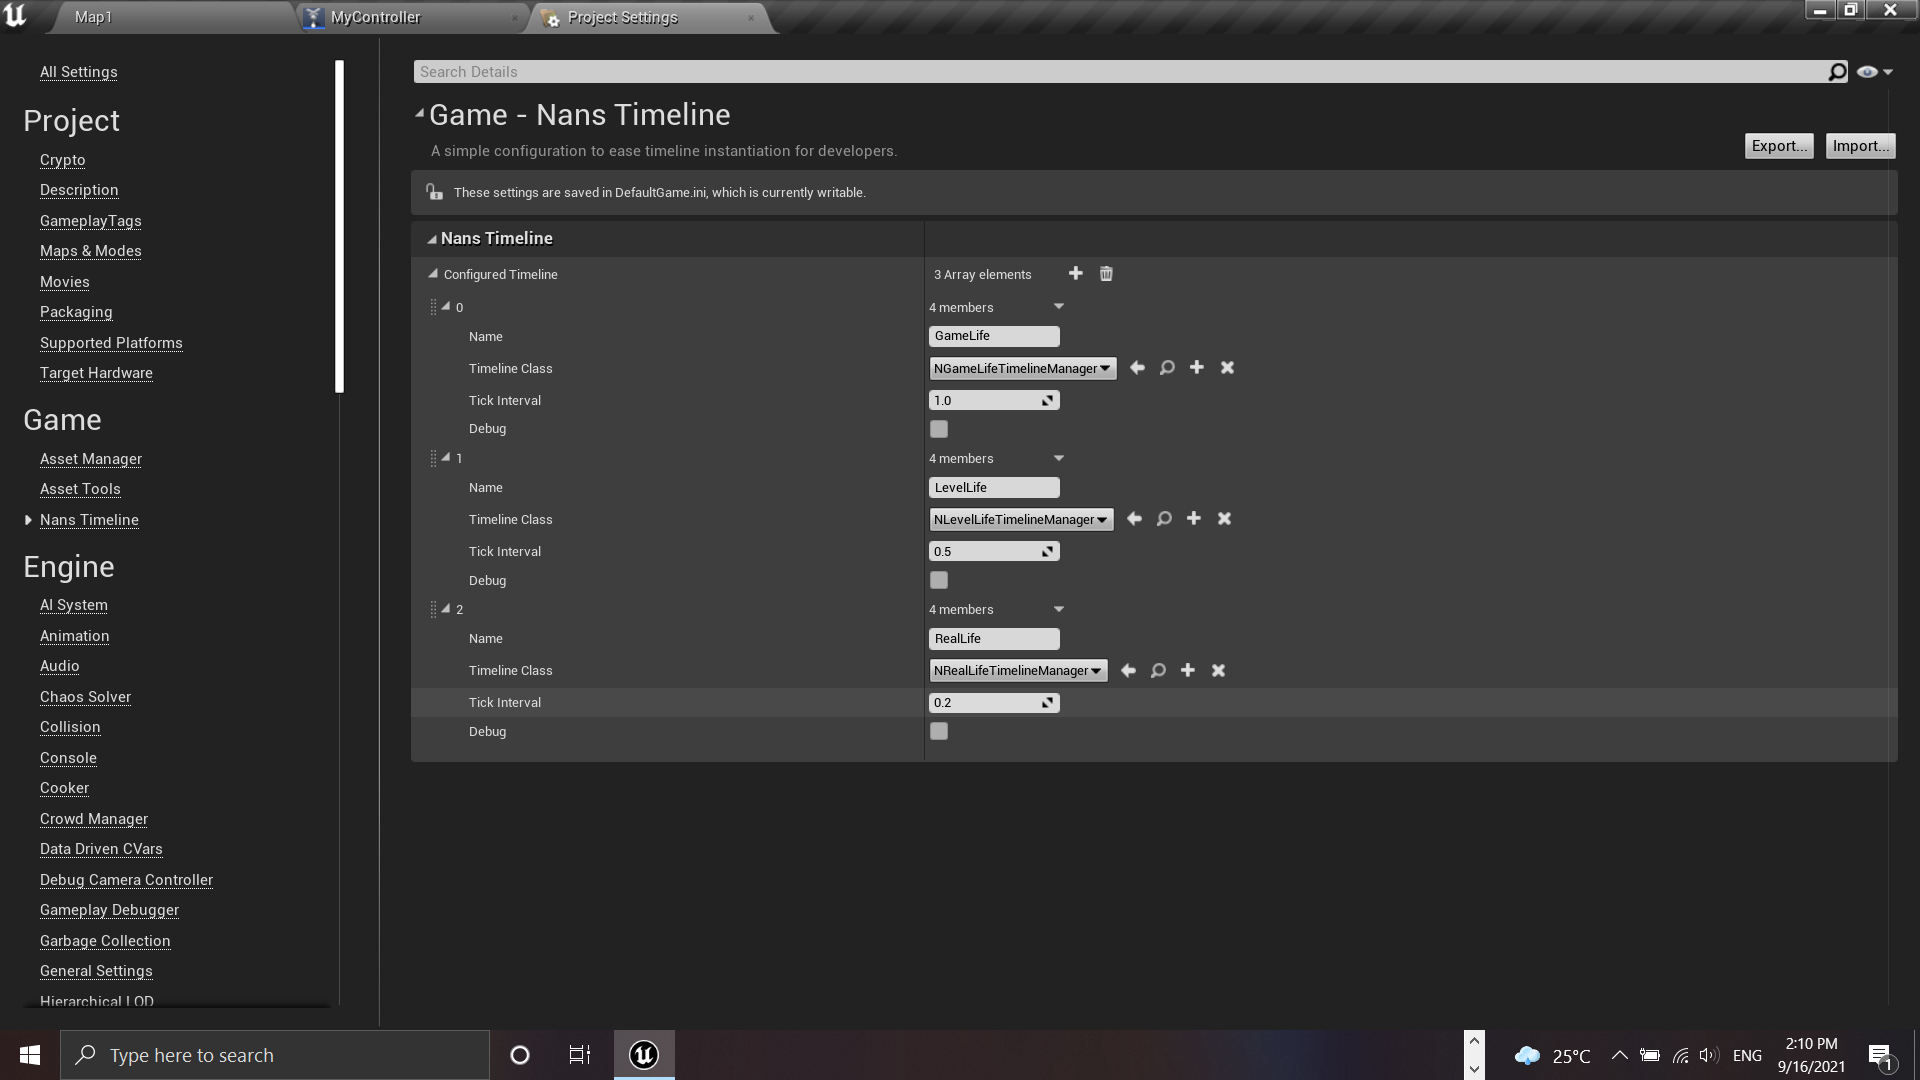 Map1
MyController
Project Settings
All Settings
Project
Crypto
Description
GameplayTags
Maps & Modes
Movies
Packaging
Supported Platforms
Target Hardware
Game
Asset Manager
Asset Tools
Nans Timeline
Engine
AI System
Animation
Audio
Chaos Solver
Collision
Console
Cooker
Crowd Manager
Data Driven CVars
Debug Camera Controller
Gameplay Debugger
Garbage Collection
General Settings
Hierarchical LOD
Search Details
Game - Nans Timeline
A simple configuration to ease timeline instantiation for developers.
Export...
Import...
These settings are saved in DefaultGame.ini, which is currently writable.
Nans Timeline
Configured Timeline
3 Array elements
0
4 members
Name
GameLife
Timeline Class
NGameLifeTimelineManager
Tick Interval
1.0
Debug
1
4 members
Name
LevelLife
Timeline Class
NLevelLifeTimelineManager
Tick Interval
0.5
Debug
2
4 members
Name
RealLife
Timeline Class
NRealLifeTimelineManager
Tick Interval
0.2
Debug
Type here to search
25°C
ENG
2:10 PM
9/16/2021
1